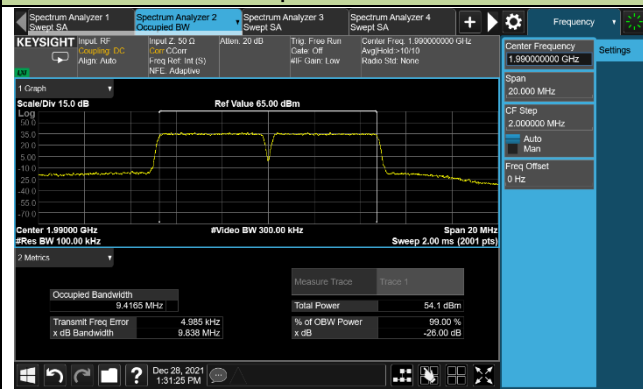 Spectrum Analyzer 1
Swept SA
Spectrum Analyzer 2
Occupied BW
Spectrum Analyzer 3
Swept SA
Spectrum Analyzer 4
Swept SA
Frequency
KEYSIGHT
Input: RF
Coupling: DC
Align: Auto
Input Z: 50 Ω
Corr CCorr
Freq Ref: Int (S)
NFE: Adaptive
Atten: 20 dB
Trig: Free Run
Gate: Off
#IF Gain: Low
Center Freq: 1.990000000 GHz
Avg|Hold:>10/10
Radio Std: None
Center Frequency
1.990000000 GHz
Settings
Span
20.000 MHz
CF Step
2.000000 MHz
Auto
Man
Freq Offset
0 Hz
1 Graph
Scale/Div 15.0 dB
Ref Value 65.00 dBm
Log
50.0
35.0
20.0
5.00
-10.0
-25.0
-40.0
-55.0
-70.0
Center 1.99000 GHz
#Video BW 300.00 kHz
Span 20 MHz
#Res BW 100.00 kHz
Sweep 2.00 ms (2001 pts)
2 Metrics
Measure Trace
Trace 1
Occupied Bandwidth
9.4165 MHz
Total Power
54.1 dBm
Transmit Freq Error
4.985 kHz
% of OBW Power
99.00 %
x dB Bandwidth
9.838 MHz
x dB
-26.00 dB
Dec 28, 2021
1:31:25 PM